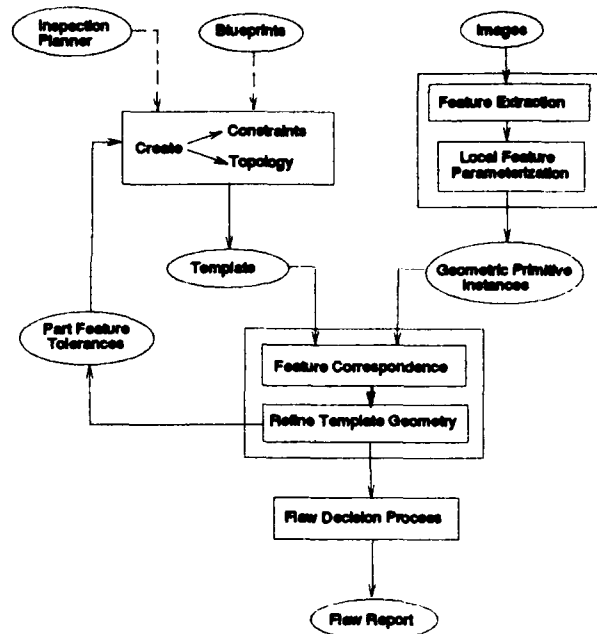 Inspection
Planner
Blueprints
Images
Feature Extraction
Local Feature
Parameterization
Create
Constraints
Topology
Template
Geometric Primitive
Instances
Part Feature
Tolerances
Feature Correspondence
Refine Template Geometry
Flaw Decision Process
Flaw Report